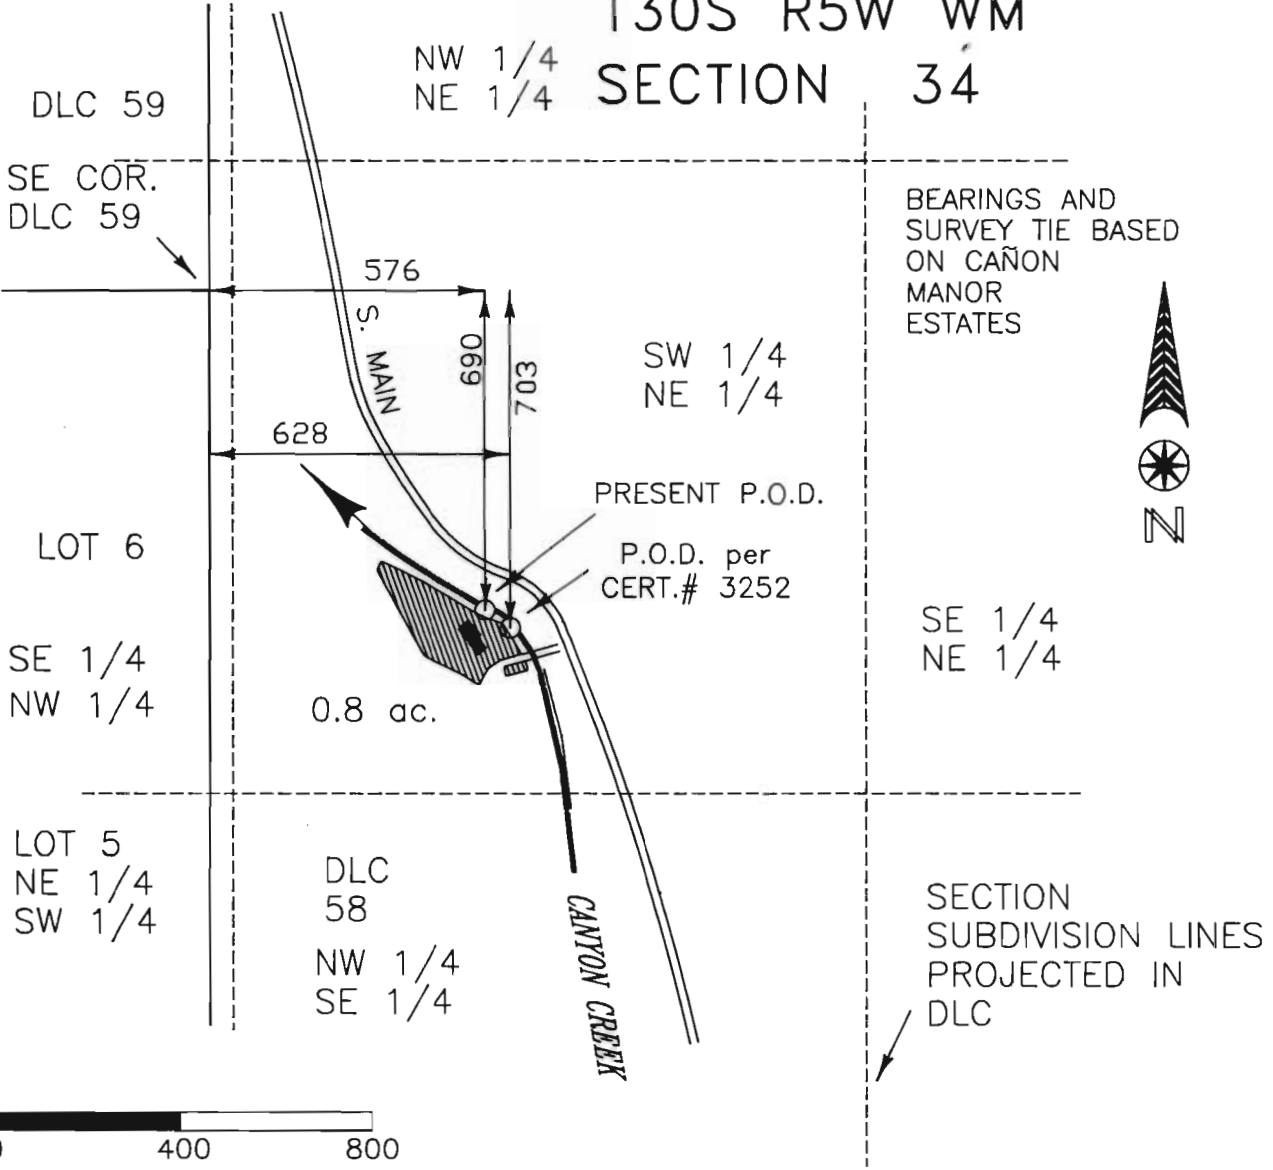 T30S R5W WM
SECTION 34
NW 1/4
NE 1/4
DLC 59
SE COR.
DLC 59
BEARINGS AND
SURVEY TIE BASED
ON CAÑON
MANOR
ESTATES
576
S. MAIN
690
703
SW 1/4
NE 1/4
628
PRESENT P.O.D.
P.O.D. per
CERT.# 3252
N
LOT 6
SE 1/4
NW 1/4
SE 1/4
NE 1/4
0.8 ac.
LOT 5
NE 1/4
SW 1/4
DLC
58
NW 1/4
SE 1/4
CANYON CREEK
SECTION
SUBDIVISION LINES
PROJECTED IN
DLC
400
800